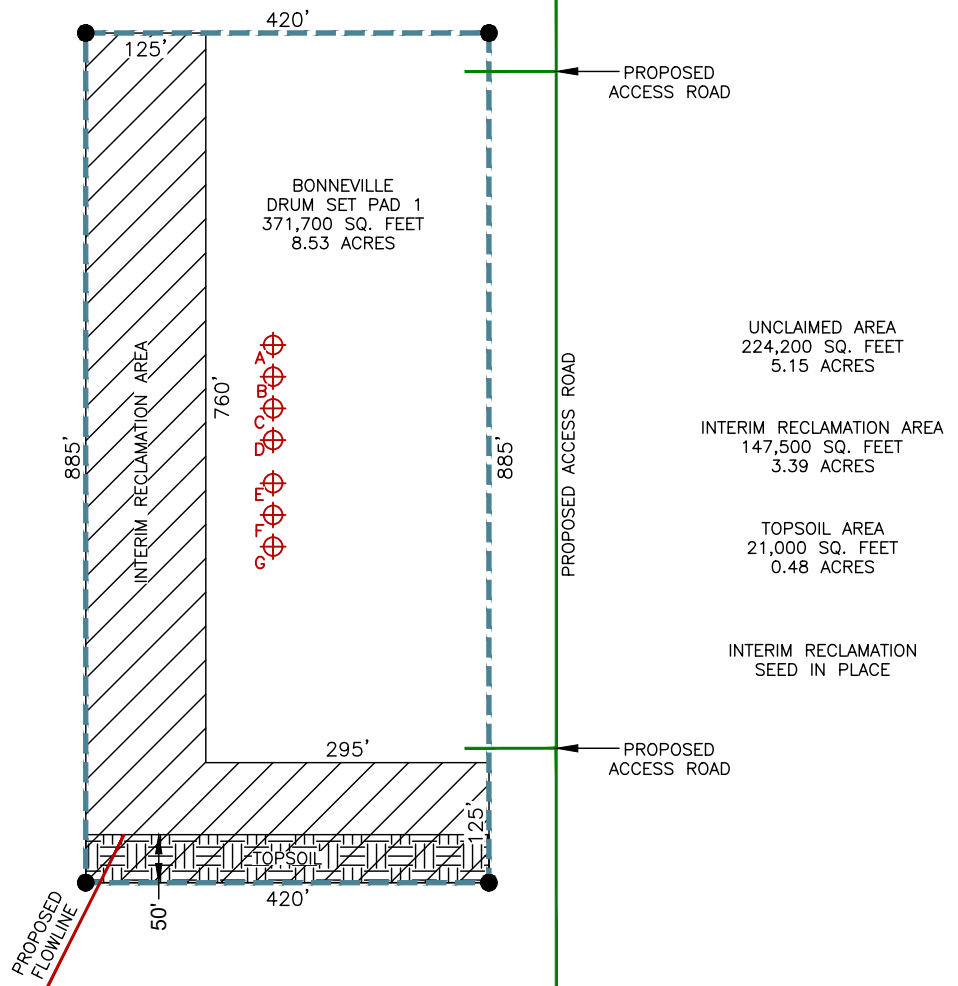 420'
125'
PROPOSED
ACCESS ROAD
BONNEVILLE
DRUM SET PAD 1
371,700 SQ. FEET
8.53 ACRES
UNCLAIMED AREA
224,200 SQ. FEET
5.15 ACRES
A
B
C
D
E
F
G
INTERIM RECLAMATION AREA
760'
885'
885'
PROPOSED ACCESS ROAD
INTERIM RECLAMATION AREA
147,500 SQ. FEET
3.39 ACRES
TOPSOIL AREA
21,000 SQ. FEET
0.48 ACRES
INTERIM RECLAMATION
SEED IN PLACE
295'
PROPOSED
ACCESS ROAD
125'
TOPSOIL
420'
50'
PROPOSED
FLOWLINE